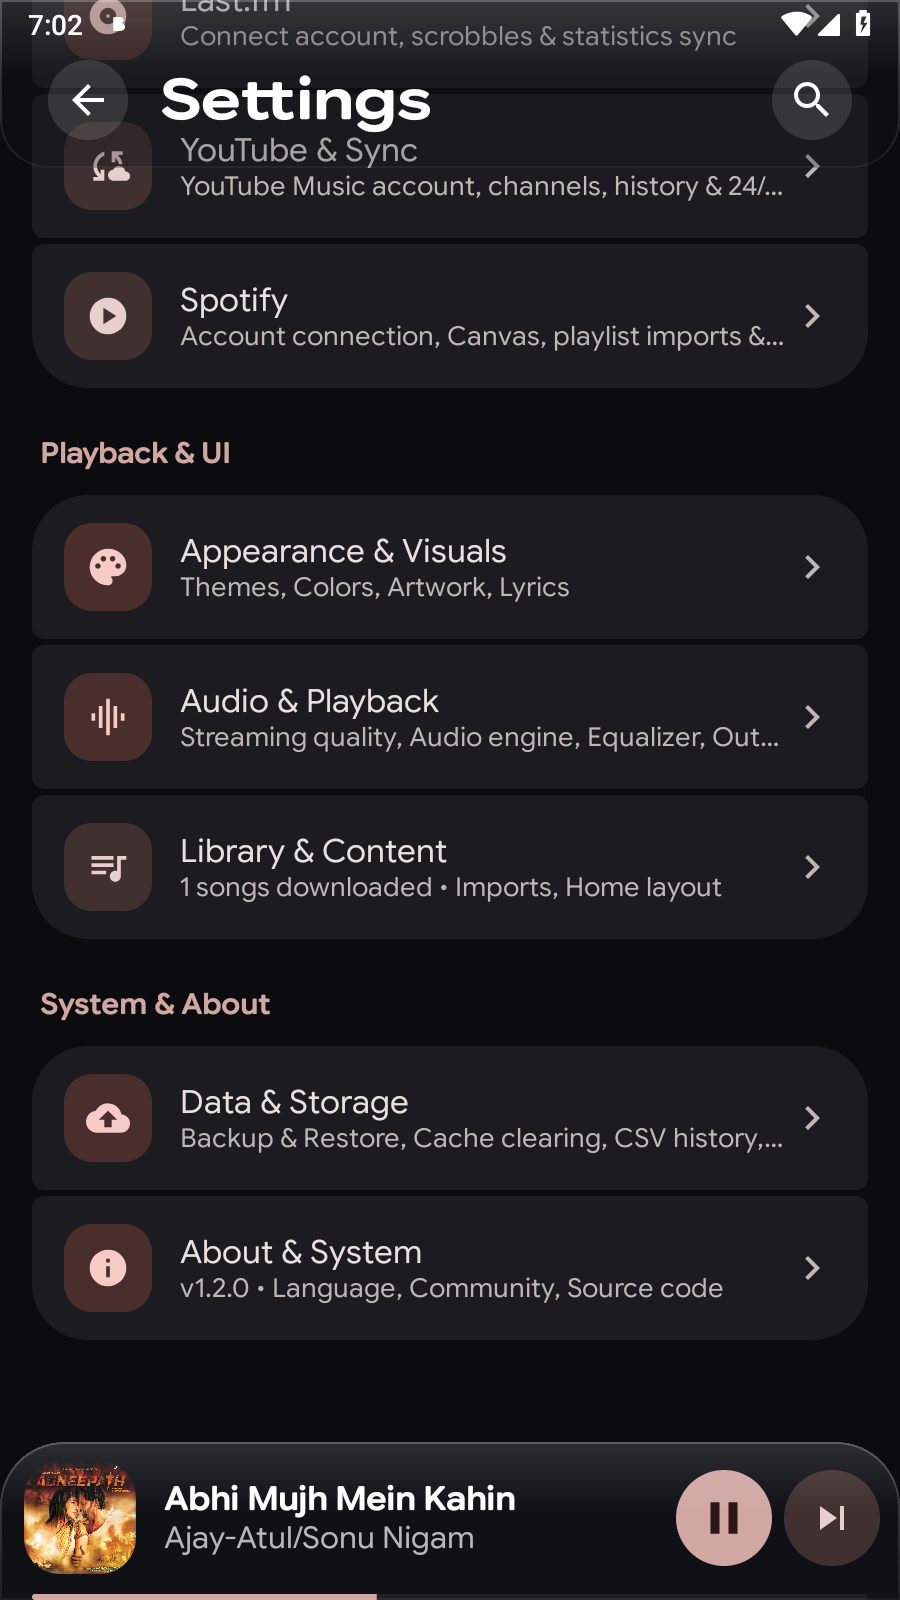 7:02
Last.fm
Connect account, scrobbles & statistics sync
Settings
YouTube & Sync
YouTube Music account, channels, history & 24/...
Spotify
Account connection, Canvas, playlist imports &...
Playback & UI
Appearance & Visuals
Themes, Colors, Artwork, Lyrics
Audio & Playback
Streaming quality, Audio engine, Equalizer, Out...
Library & Content
1 songs downloaded • Imports, Home layout
System & About
Data & Storage
Backup & Restore, Cache clearing, CSV history,...
About & System
v1.2.0 • Language, Community, Source code
AGNEEPATH
Abhi Mujh Mein Kahin
Ajay-Atul/Sonu Nigam